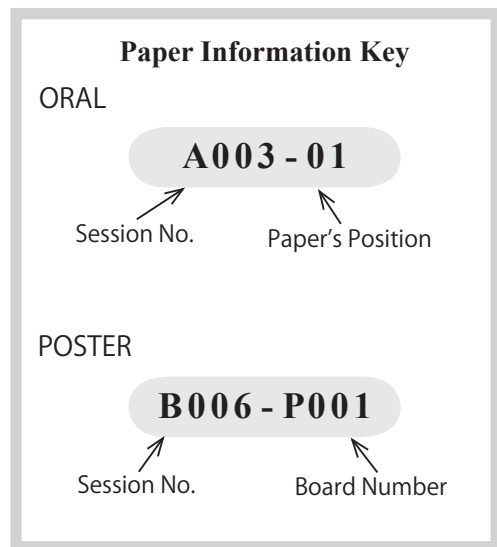 Paper Information Key
ORAL
A003 - 01
Session No. Paper's Position
POSTER
B006 - P001
Session No. Board Number